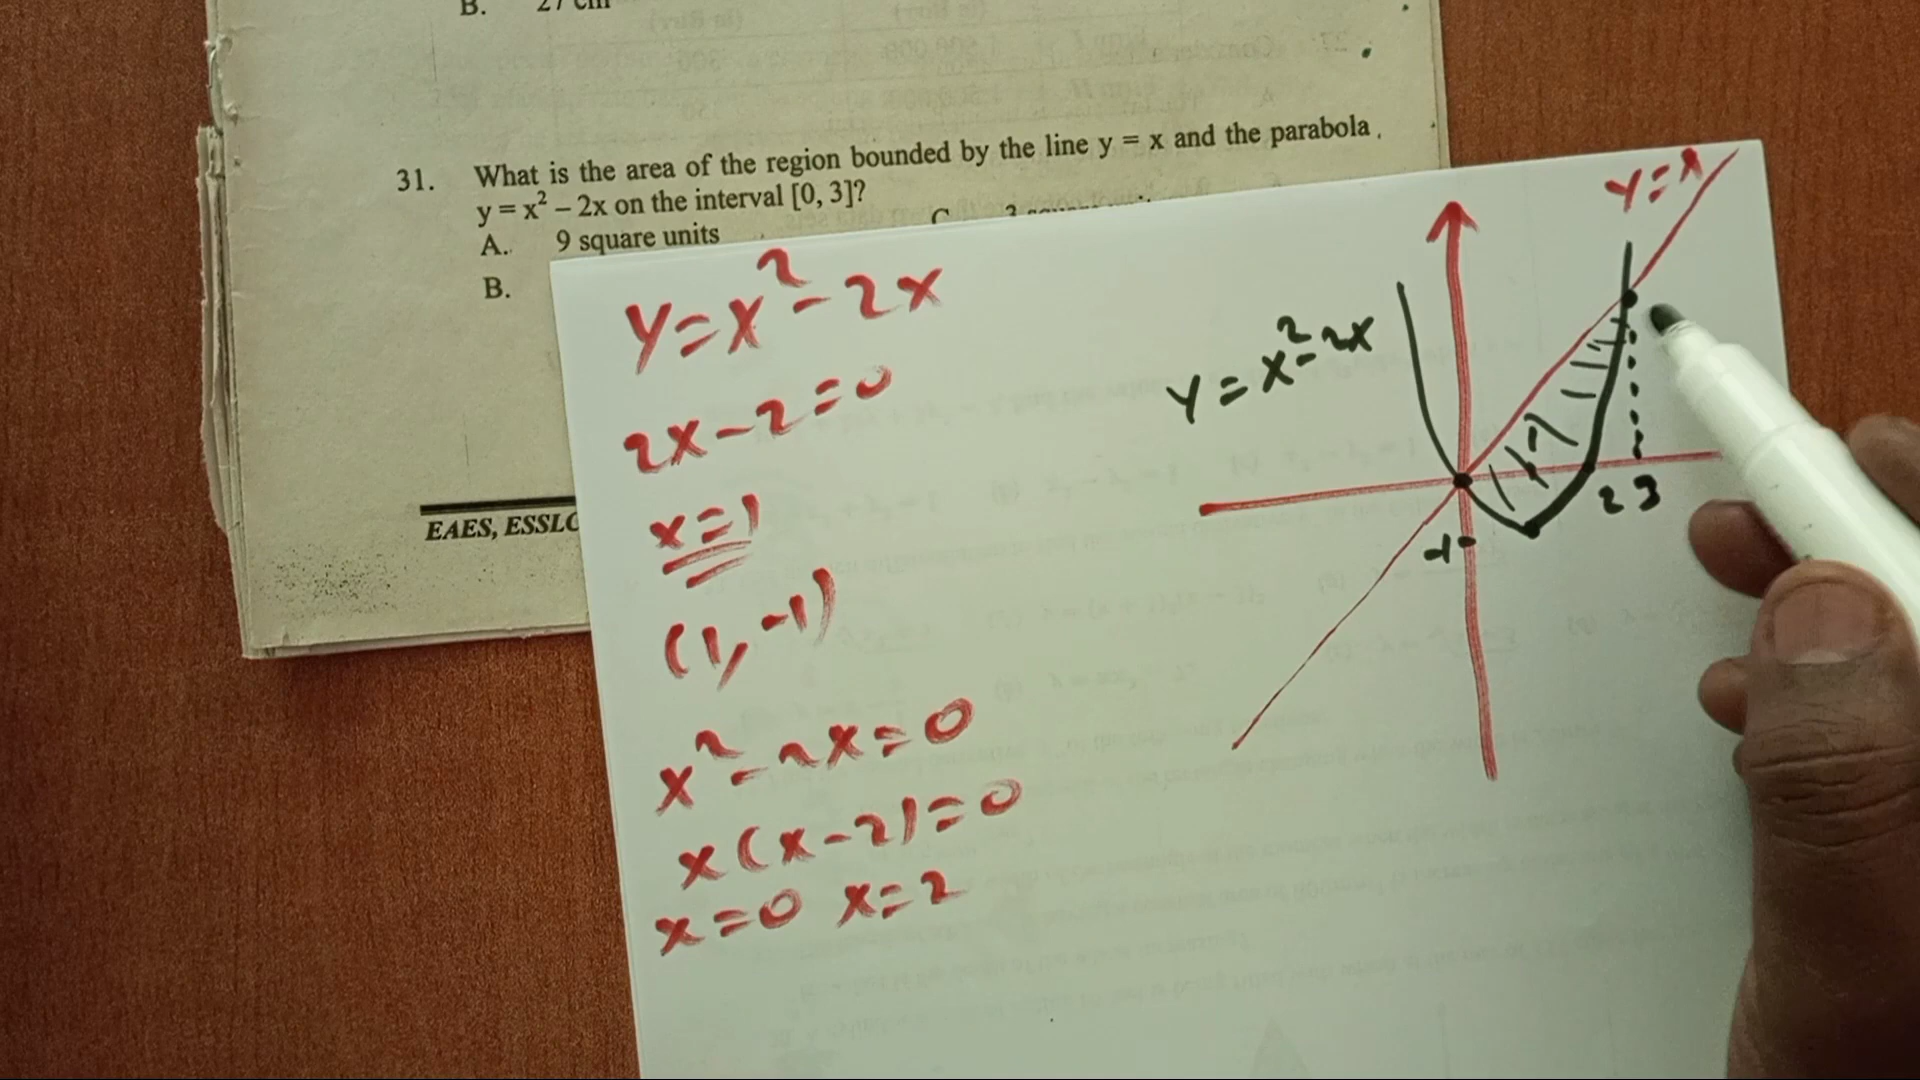 B. 27 cm
31. What is the area of the region bounded by the line y = x and the parabola
y = x² – 2x on the interval [0, 3]?
A. 9 square units
C
B.
EAES, ESSLC
y=x²-2x
2x-2=0
x=1
(1,-1)
x²-2x=0
x(x-2)=0
x=0 x=2
y=x
y=x²-2x
2 3
-1